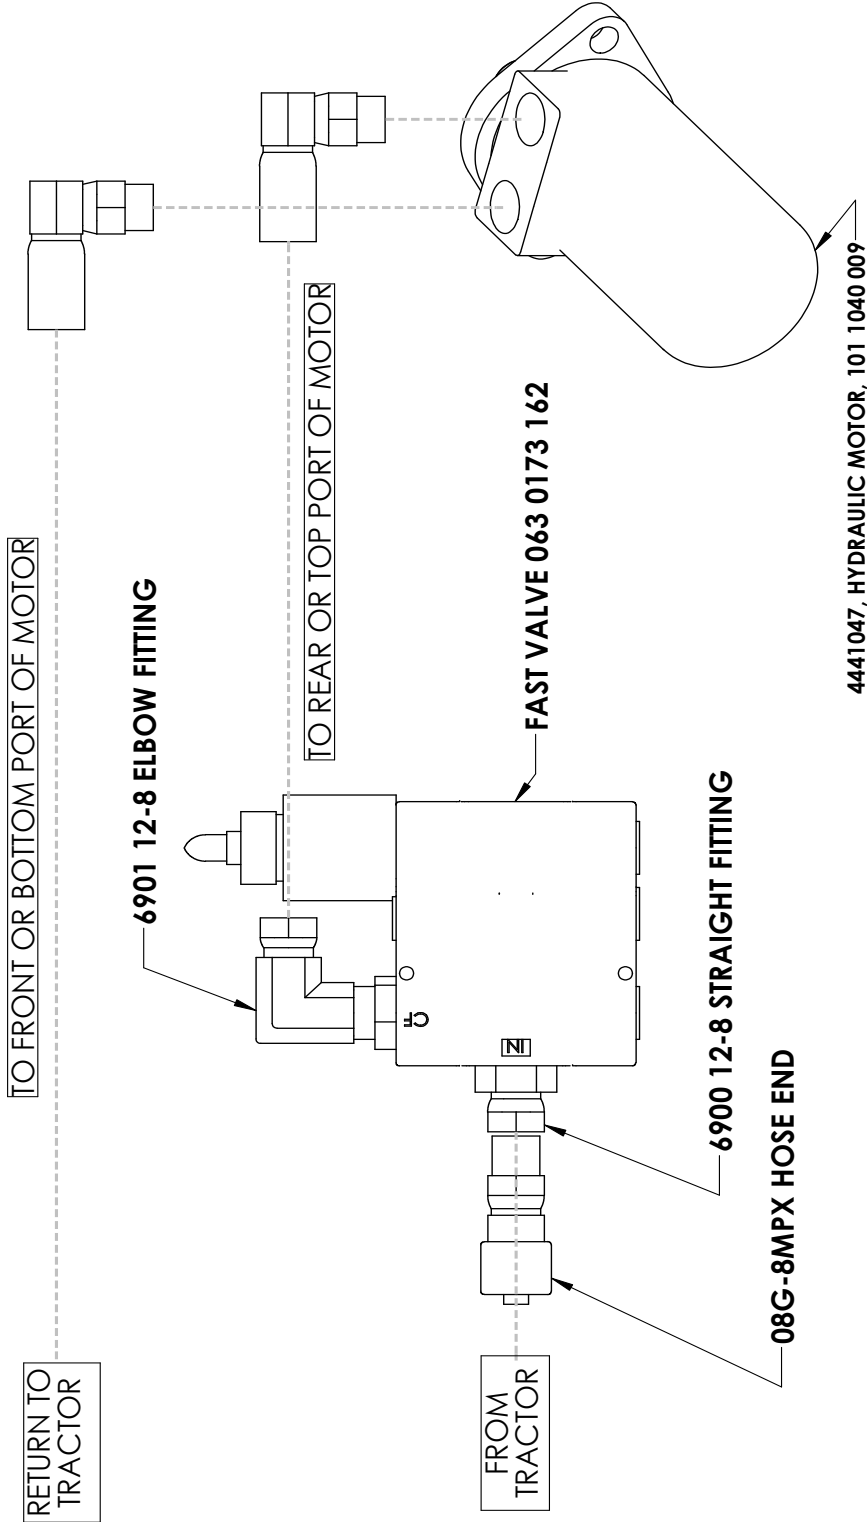 RETURN TO
TRACTOR
TO FRONT OR BOTTOM PORT OF MOTOR
6901 12-8 ELBOW FITTING
TO REAR OR TOP PORT OF MOTOR
CF
IN
FROM
TRACTOR
FAST VALVE 063 0173 162
6900 12-8 STRAIGHT FITTING
08G-8MPX HOSE END
4441047, HYDRAULIC MOTOR, 101 1040 009